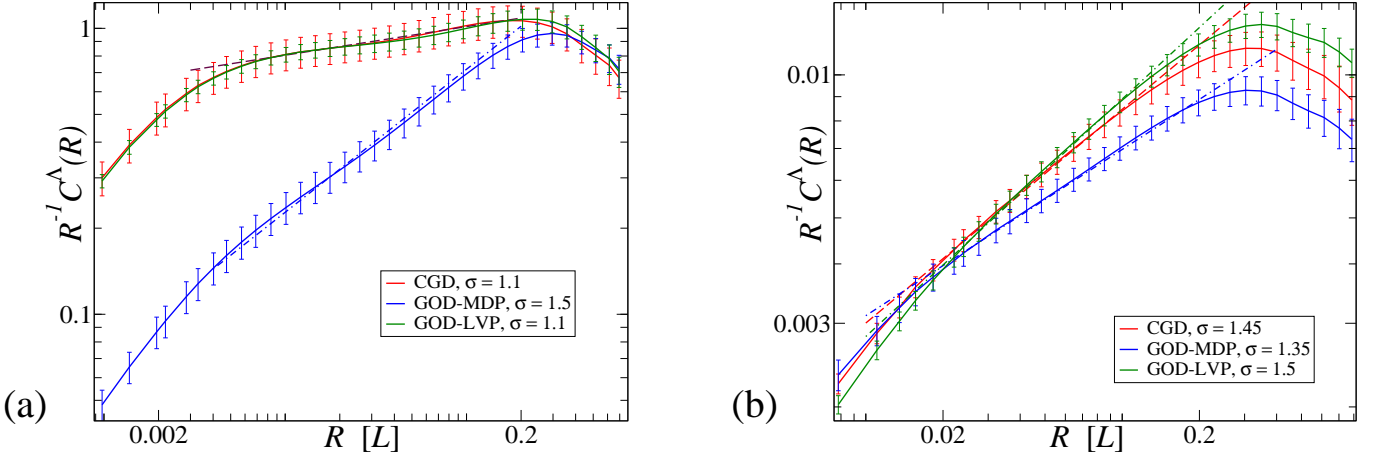 1
0.1
R⁻¹ C^Λ(R)
CGD, σ = 1.1
GOD-MDP, σ = 1.5
GOD-LVP, σ = 1.1
0.002
0.2
R [L]
(a)
0.01
0.003
R⁻¹ C^Λ(R)
CGD, σ = 1.45
GOD-MDP, σ = 1.35
GOD-LVP, σ = 1.5
0.02
0.2
R [L]
(b)